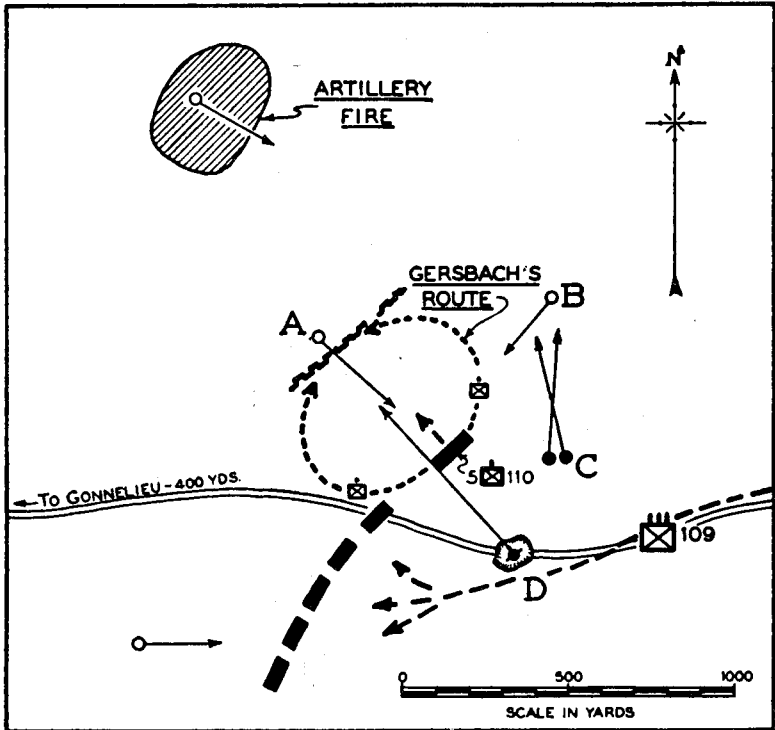 ARTILLERY
FIRE
N
GERSBACH'S
ROUTE
A
B
C
5
110
TO GONNELIEU - 400 YDS.
109
D
0 500 1000
SCALE IN YARDS